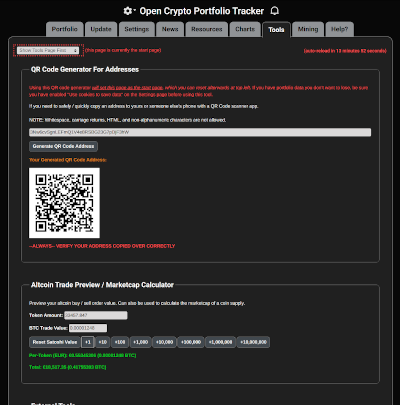 Open Crypto Portfolio Tracker
Portfolio Update Settings News Resources Charts Tools Mining Help?
Show Tools Page First (this page is currently the start page) (auto-reload in 13 minutes 52 seconds)
QR Code Generator For Addresses
Using this QR code generator will set this page as the start page, which you can reset afterwards at top left. If you have portfolio data you don't want to lose, be sure
you have enabled "Use cookies to save data" on the Settings page before using this tool.
If you need to safely / quickly copy an address to yours or someone else's phone with a QR Code scanner app.
NOTE: Whitespace, carriage returns, HTML, and non-alphanumeric characters are not allowed.
Generate QR Code Address
Your Generated QR Code Address:
--ALWAYS-- VERIFY YOUR ADDRESS COPIED OVER CORRECTLY
Altcoin Trade Preview / Marketcap Calculator
Preview your altcoin buy / sell order value. Can also be used to calculate the marketcap of a coin supply.
Token Amount:
BTC Trade Value: 0.00001248
Reset Satoshi Value +1 +10 +100 +1,000 +10,000 +100,000 +1,000,000 +10,000,000
Per-Token (EUR): (0.00001248 BTC)
Total: BTC)
External Tools